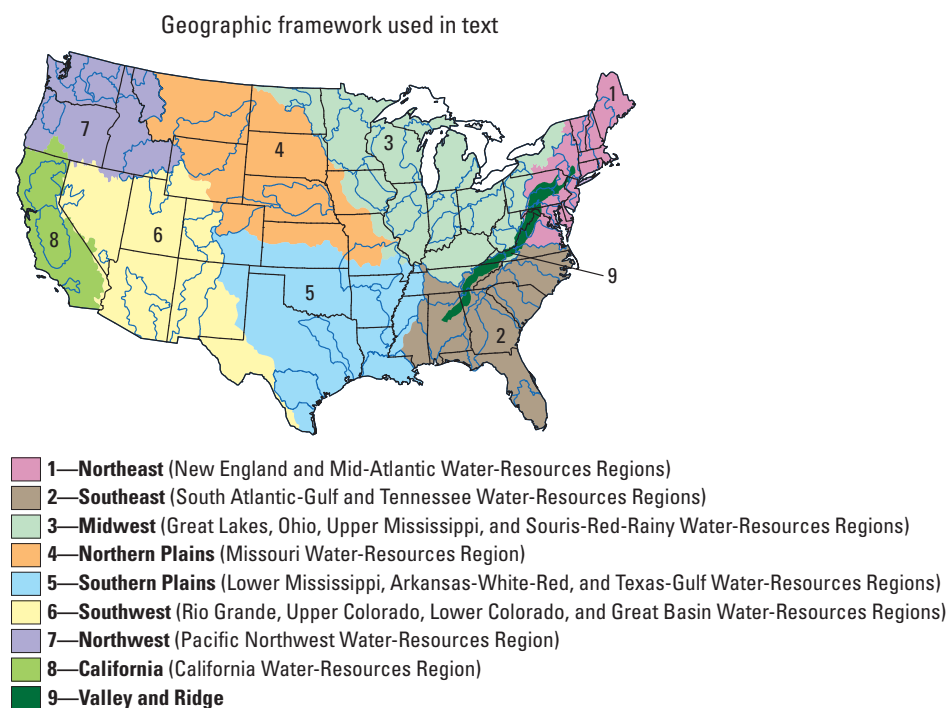 Geographic framework used in text
1
7
3
4
6
8
9
5
2
1—Northeast (New England and Mid-Atlantic Water-Resources Regions)
2—Southeast (South Atlantic-Gulf and Tennessee Water-Resources Regions)
3—Midwest (Great Lakes, Ohio, Upper Mississippi, and Souris-Red-Rainy Water-Resources Regions)
4—Northern Plains (Missouri Water-Resources Region)
5—Southern Plains (Lower Mississippi, Arkansas-White-Red, and Texas-Gulf Water-Resources Regions)
6—Southwest (Rio Grande, Upper Colorado, Lower Colorado, and Great Basin Water-Resources Regions)
7—Northwest (Pacific Northwest Water-Resources Region)
8—California (California Water-Resources Region)
9—Valley and Ridge